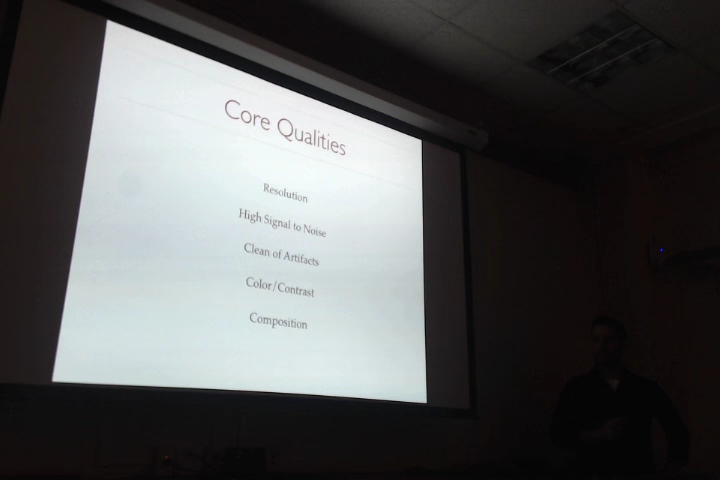 Core Qualities
Resolution
High Signal to Noise
Clean of Artifacts
Color/Contrast
Composition